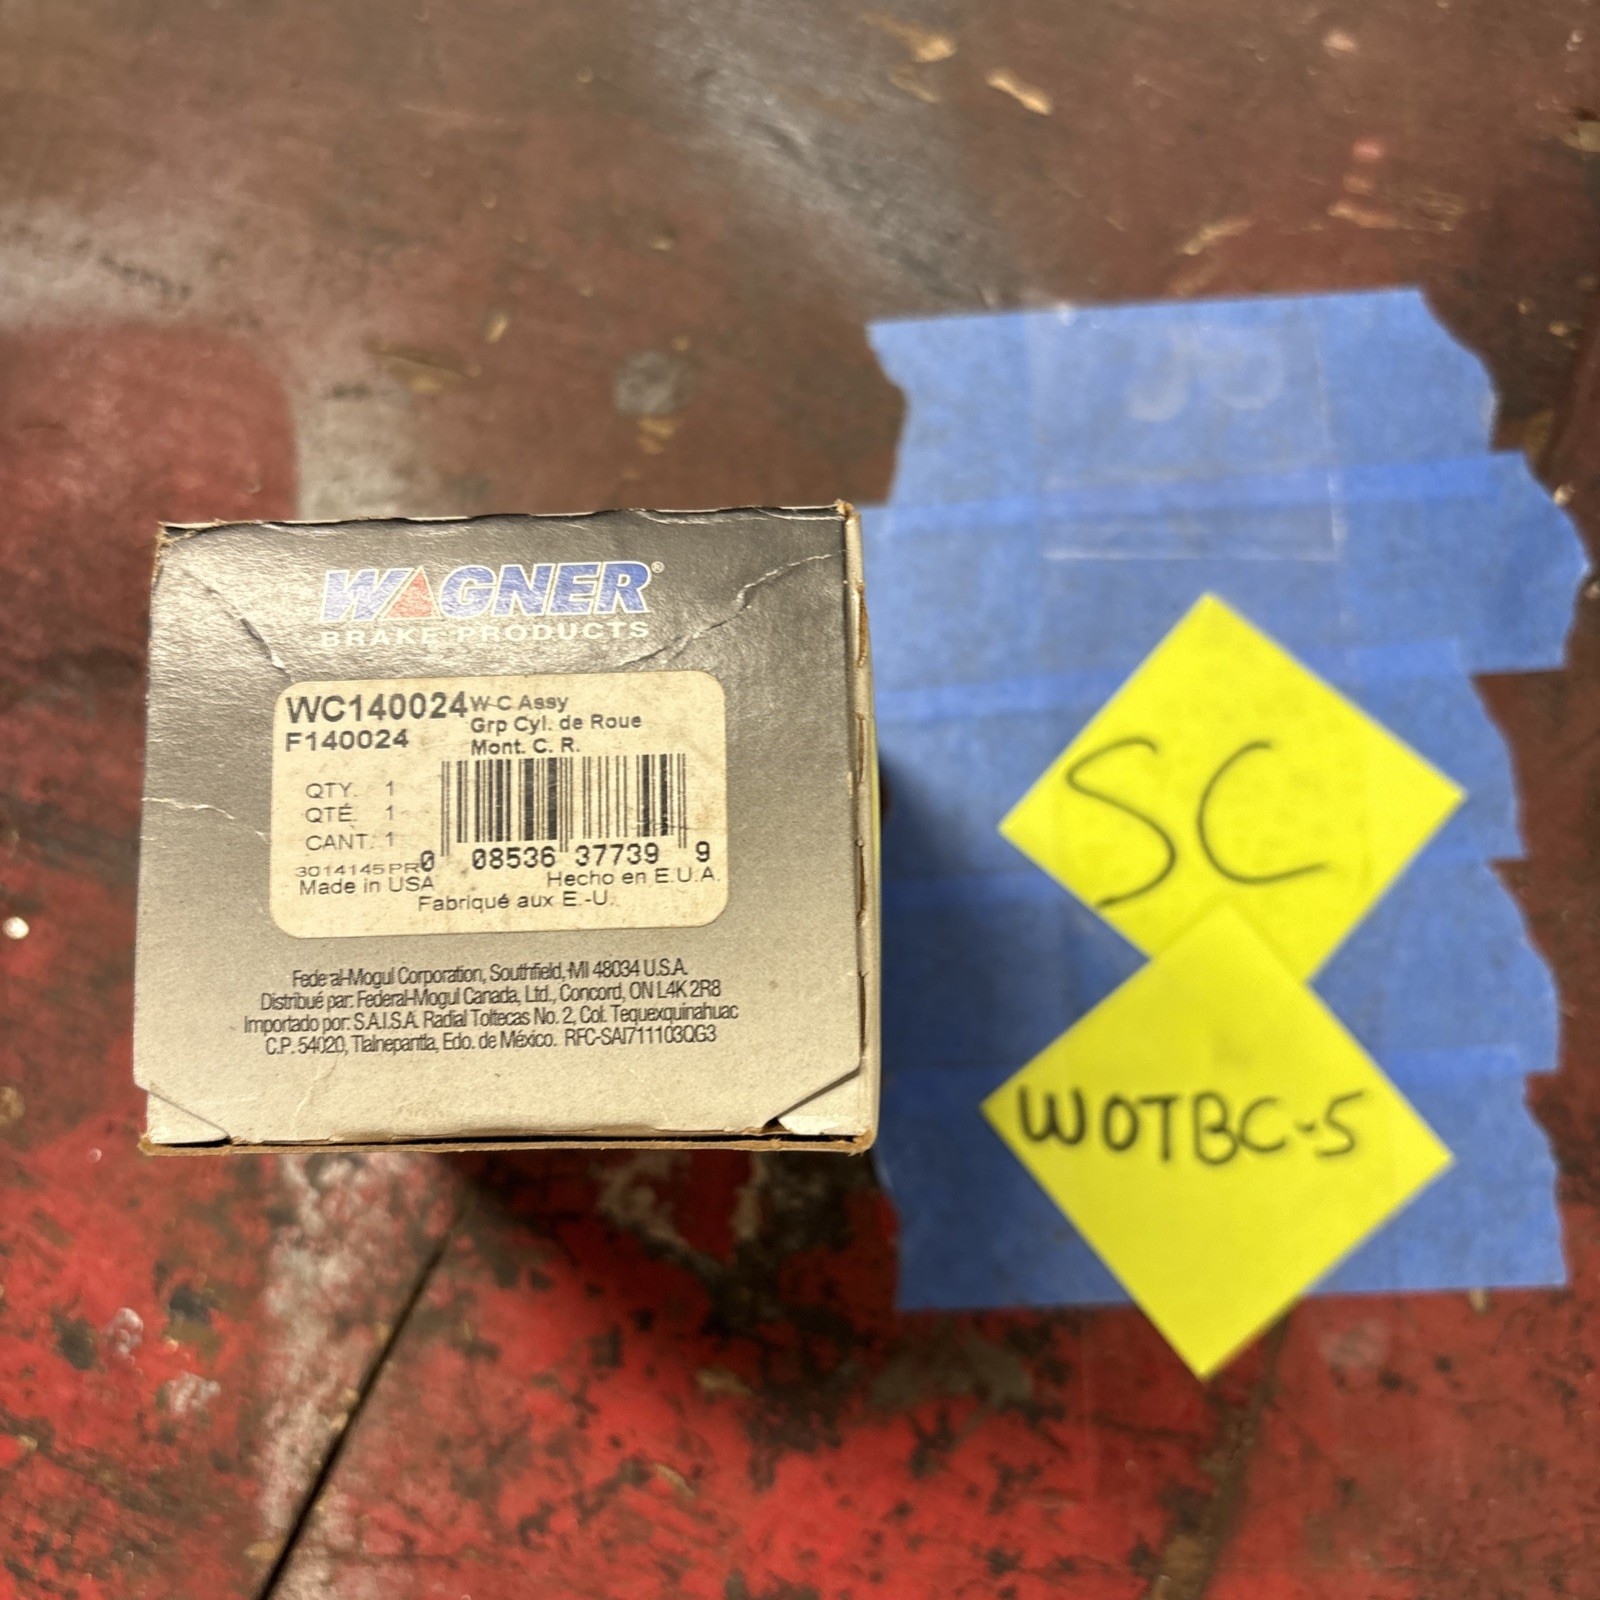 WAGNER®
BRAKE PRODUCTS
WC140024 W-C Assy
F140024 Grp Cyl. de Roue
Mont. C. R.
QTY. 1
QTÉ. 1
CANT. 1
0 08536 37739 9
3014145PR
Made in USA Hecho en E.U.A.
Fabriqué aux E.-U.
Federal-Mogul Corporation, Southfield, MI 48034 U.S.A.
Distribué par: Federal-Mogul Canada, Ltd., Concord, ON L4K 2R8
Importado por: S.A.I.S.A. Radial Toltecas No. 2, Col. Tequexquinahuac
C.P. 54020, Tlalnepantla, Edo. de México. RFC-SAI711103QG3
SC
WOTBC-5